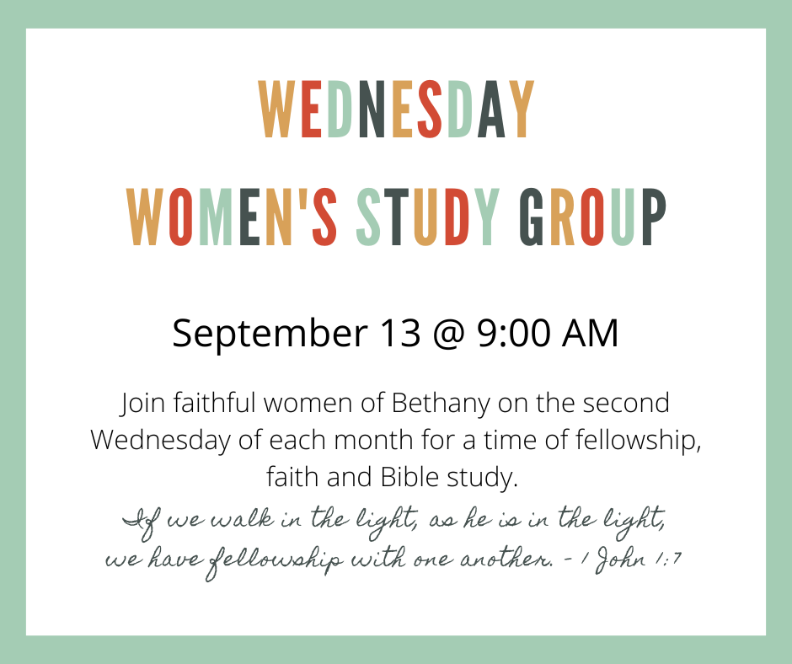 WEDNESDAY
WOMEN'S STUDY GROUP
September 13 @ 9:00 AM
Join faithful women of Bethany on the second
Wednesday of each month for a time of fellowship,
faith and Bible study.
If we walk in the light, as he is in the light,
we have fellowship with one another. - 1 John 1:7